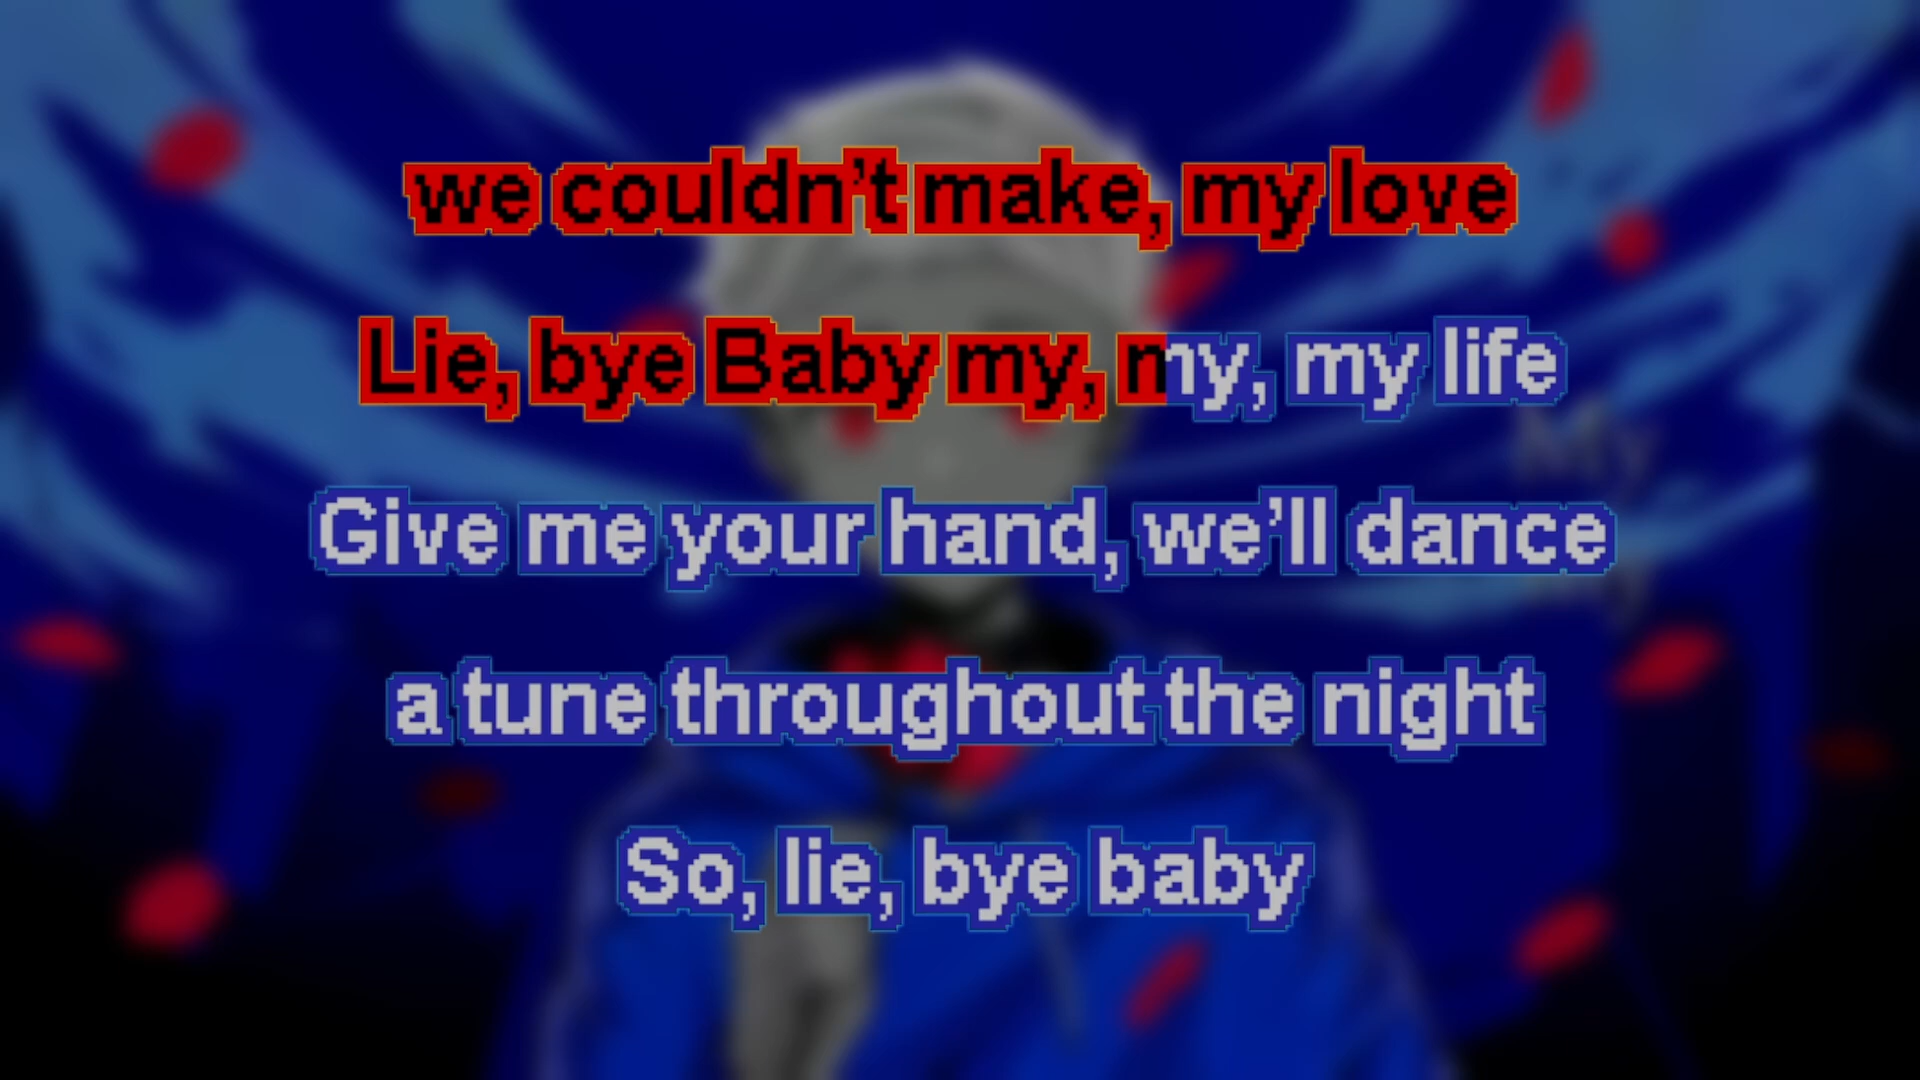 we couldn’t make, my love
Lie, bye Baby my, my, my life
My
Give me your hand, we’ll dance
a tune throughout the night
So, lie, bye baby